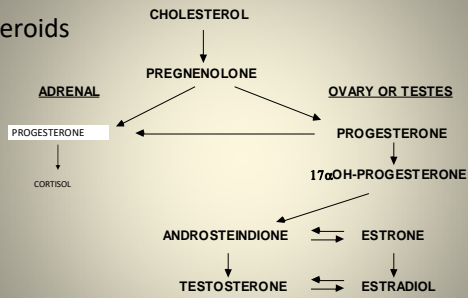 eroids
CHOLESTEROL
PREGNENOLONE
ADRENAL
OVARY OR TESTES
PROGESTERONE
PROGESTERONE
CORTISOL
17αOH-PROGESTERONE
ANDROSTEINDIONE
ESTRONE
TESTOSTERONE
ESTRADIOL